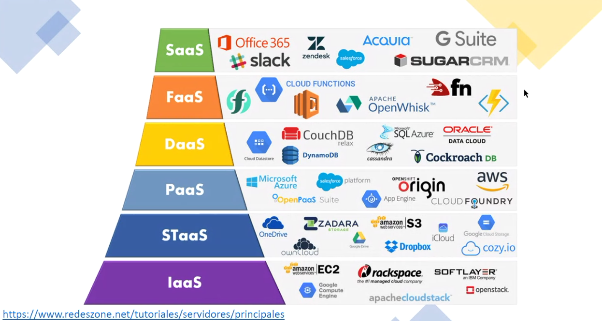 SaaS
Office 365
zendesk
ACQUIA
G Suite
slack
salesforce
SUGARCRM
FaaS
CLOUD FUNCTIONS
fn
APACHE
OpenWhisk™
DaaS
CouchDB
relax
SQL Azure
ORACLE
DATA CLOUD
Cloud Datastore
DynamoDB
cassandra
Cockroach DB
PaaS
Microsoft
Azure
salesforce platform
OPENSHIFT
ORIGIN
aws
OpenFaaS Suite
App Engine
CLOUD FOUNDRY
STaaS
OneDrive
ZADARA
STORAGE
amazon
webservices
S3
iCloud
Google Cloud Storage
ownCloud
Google Drive
Dropbox
cozy.io
IaaS
amazon
webservices
EC2
rackspace.
the #1 managed cloud company
SOFTLAYER
an IBM Company
Google
Compute
Engine
apachecloudstack™
openstack.
https://www.redeszone.net/tutoriales/servidores/principales